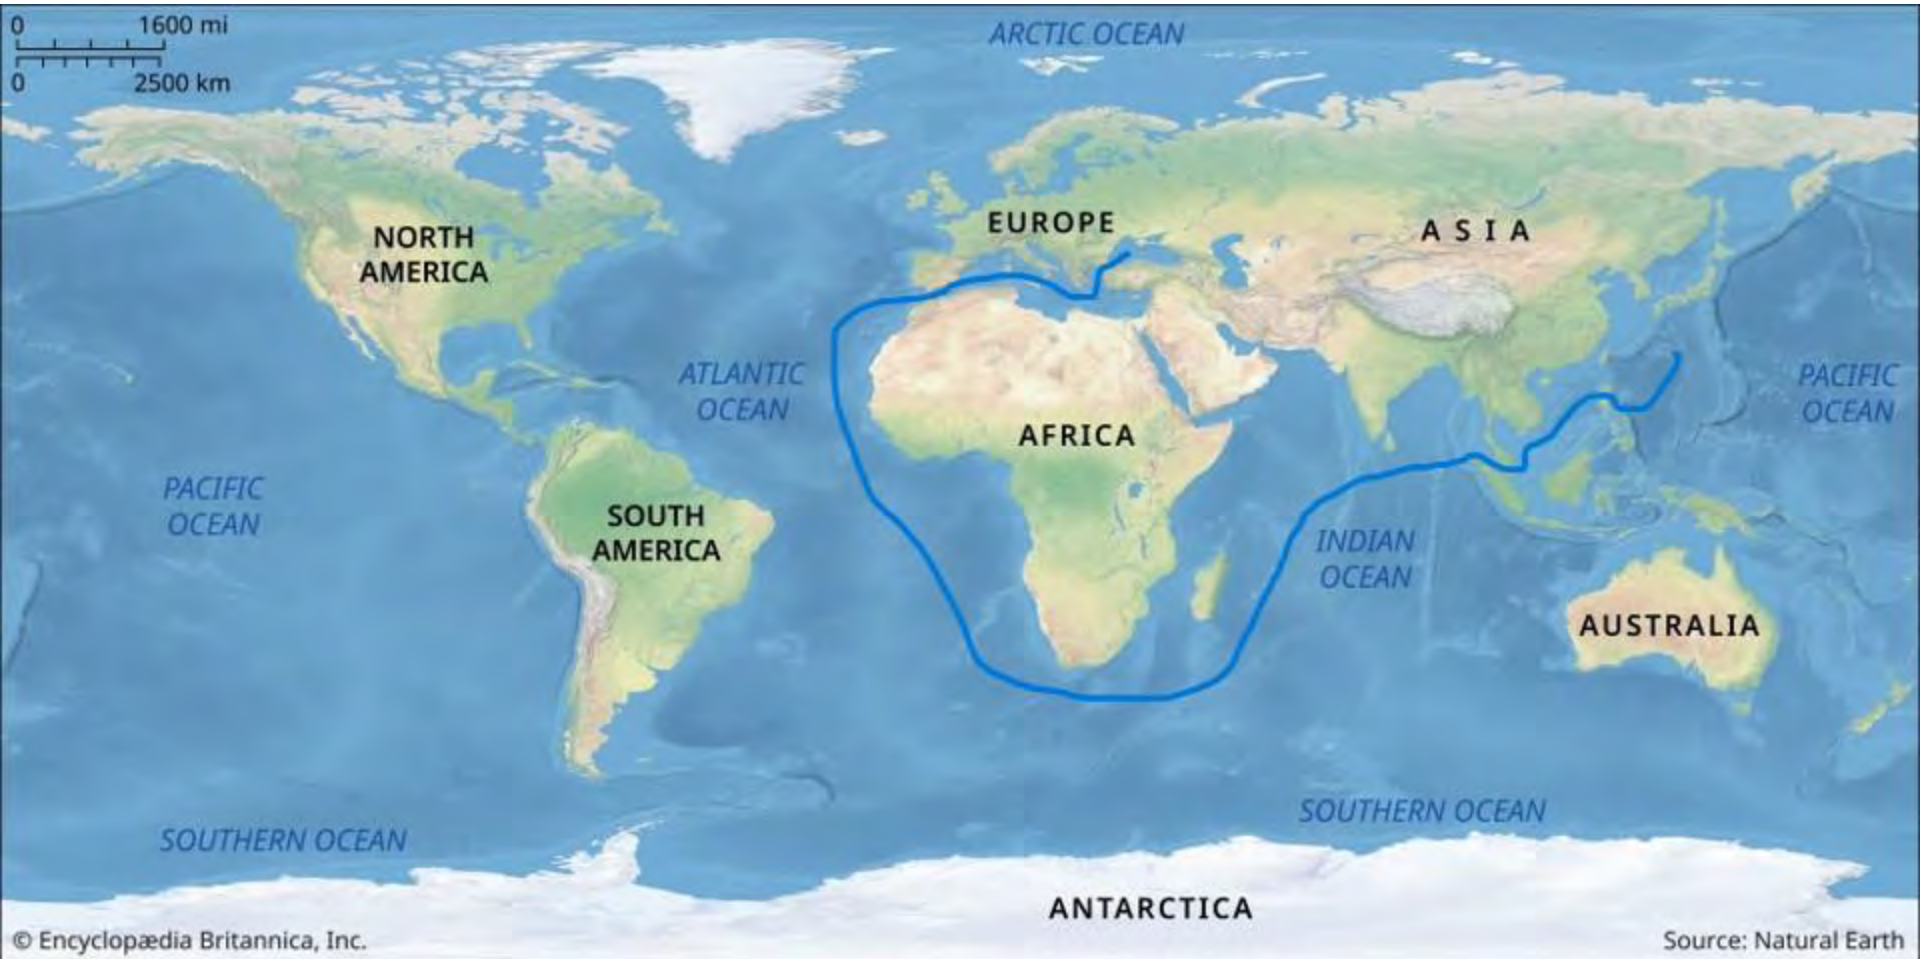 0 1600 mi
0 2500 km
ARCTIC OCEAN
NORTH
AMERICA
EUROPE
ASIA
ATLANTIC
OCEAN
PACIFIC
OCEAN
AFRICA
PACIFIC
OCEAN
SOUTH
AMERICA
INDIAN
OCEAN
AUSTRALIA
SOUTHERN OCEAN
SOUTHERN OCEAN
ANTARCTICA
© Encyclopædia Britannica, Inc.
Source: Natural Earth